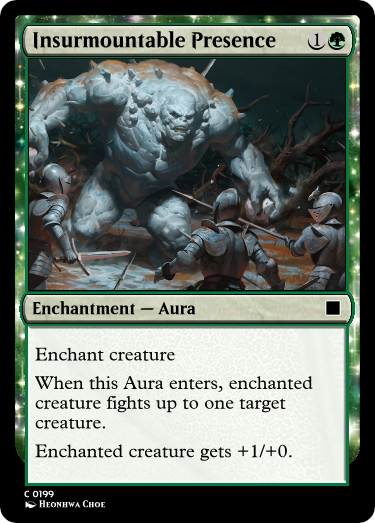 Insurmountable Presence 1
Enchantment — Aura
Enchant creature
When this Aura enters, enchanted
creature fights up to one target
creature.
Enchanted creature gets +1/+0.
C 0199
Heonhwa Choe